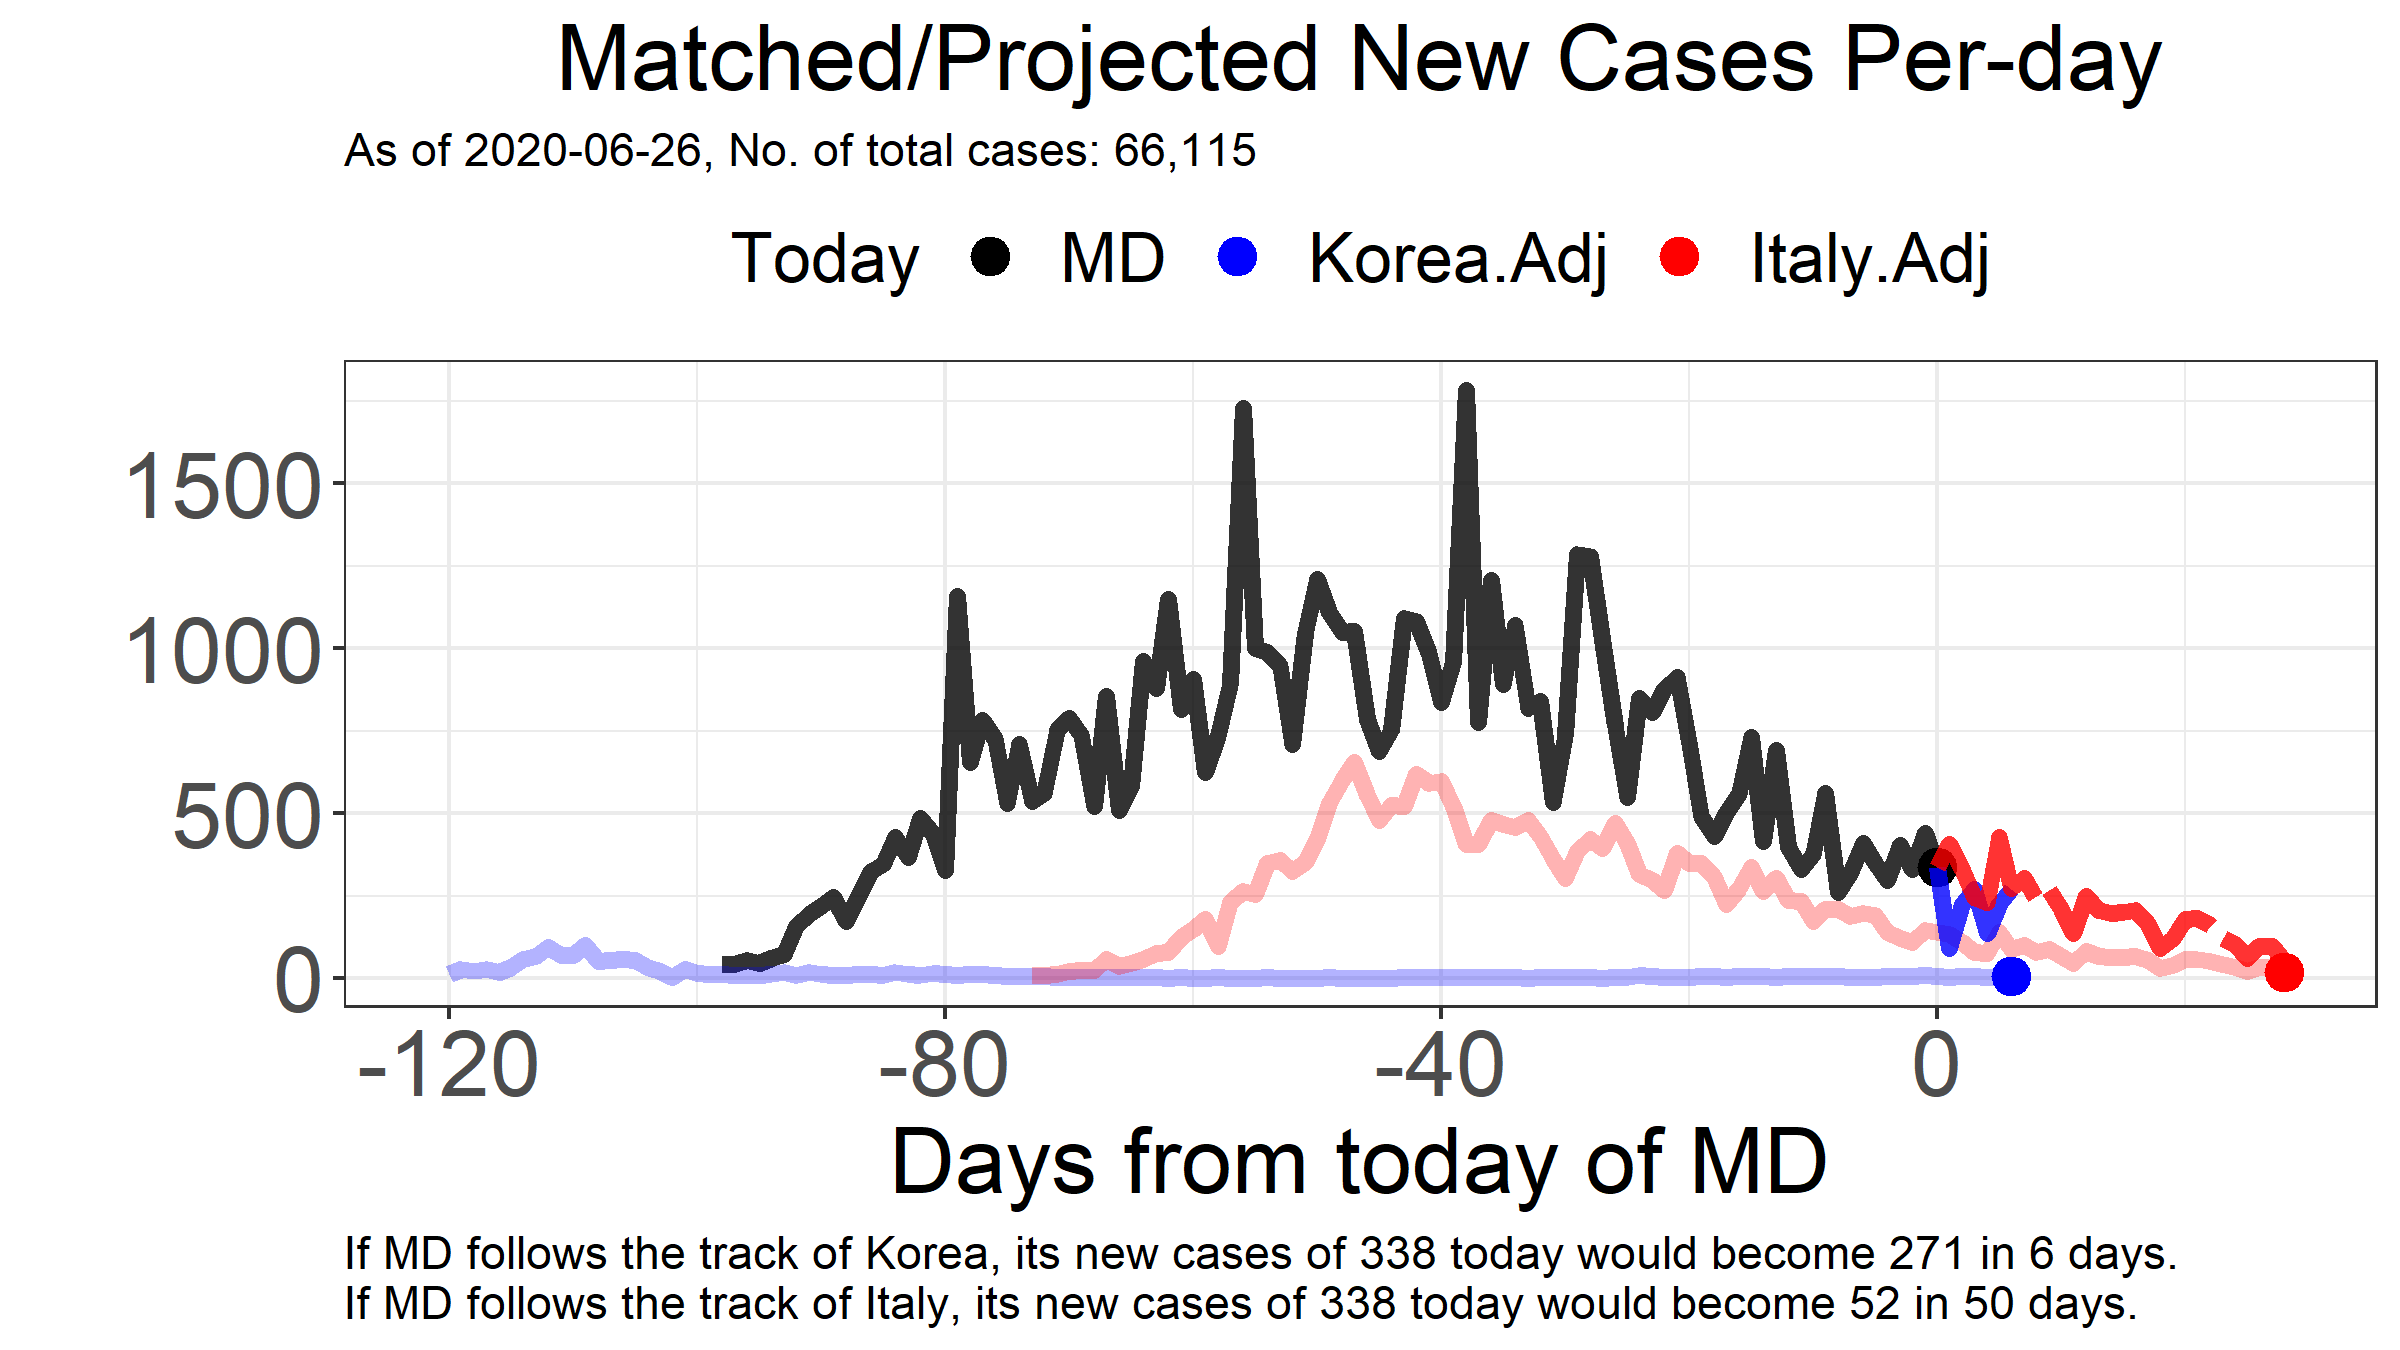 Matched/Projected New Cases Per-day
As of 2020-06-26, No. of total cases: 66,115
Today MD Korea.Adj Italy.Adj
1500
1000
500
0
-120 -80 -40 0
Days from today of MD
If MD follows the track of Korea, its new cases of 338 today would become 271 in 6 days.
If MD follows the track of Italy, its new cases of 338 today would become 52 in 50 days.